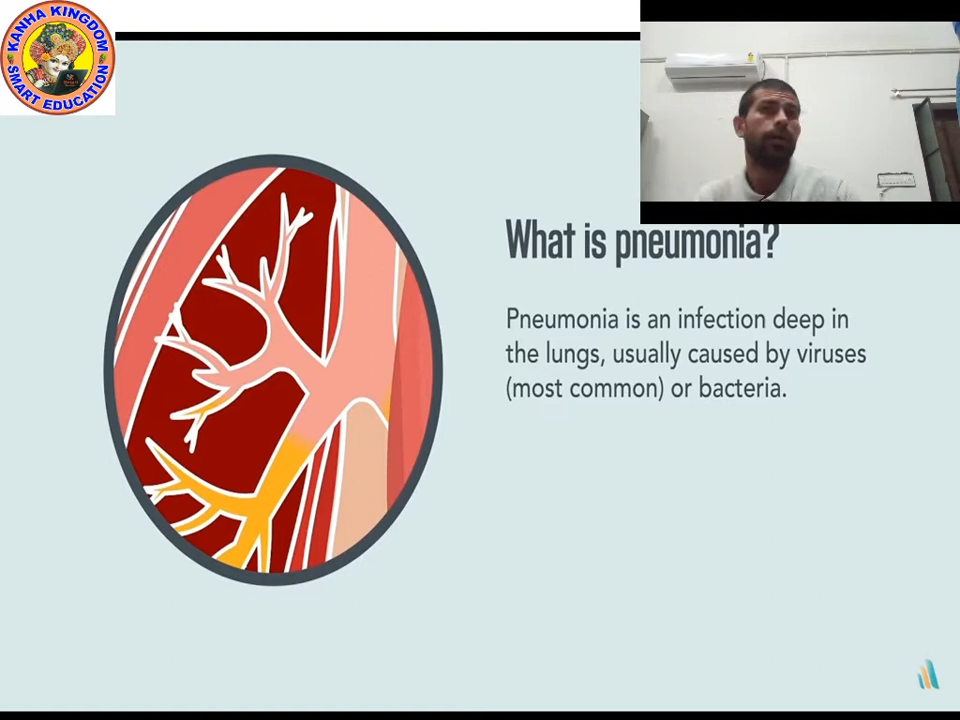 KANHA KINGDOM
SMART EDUCATION
What is pneumonia?
Pneumonia is an infection deep in
the lungs, usually caused by viruses
(most common) or bacteria.